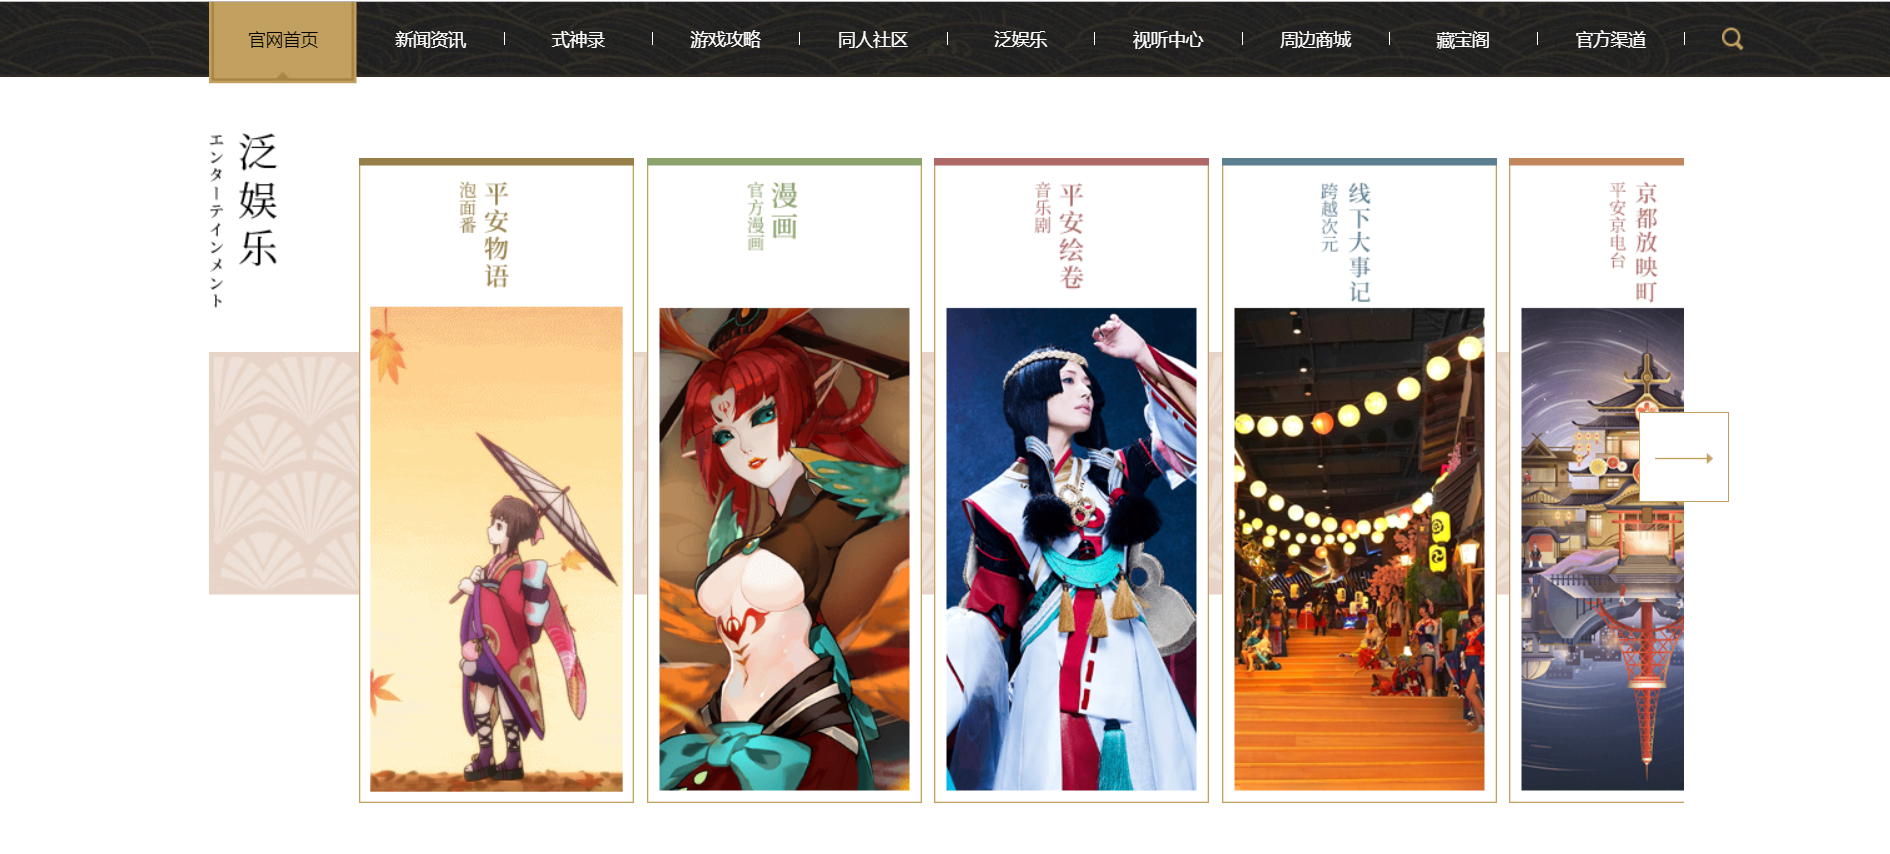 官网首页
新闻资讯
式神录
游戏攻略
同人社区
泛娱乐
视听中心
周边商城
藏宝阁
官方渠道
泛娱乐
エンターテインメント
平安物语
泡面番
漫画
官方漫画
平安绘卷
音乐剧
线下大事记
跨越次元
京都放映町
平安京电台